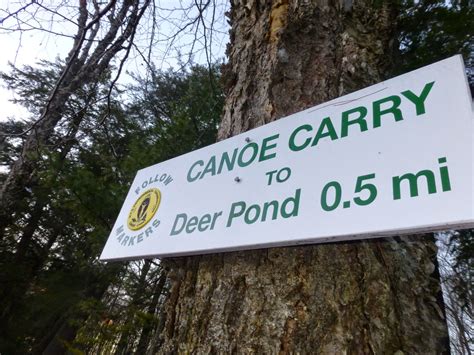 FOLLOW
MARKERS
CANOE CARRY
TO
Deer Pond 0.5 mi